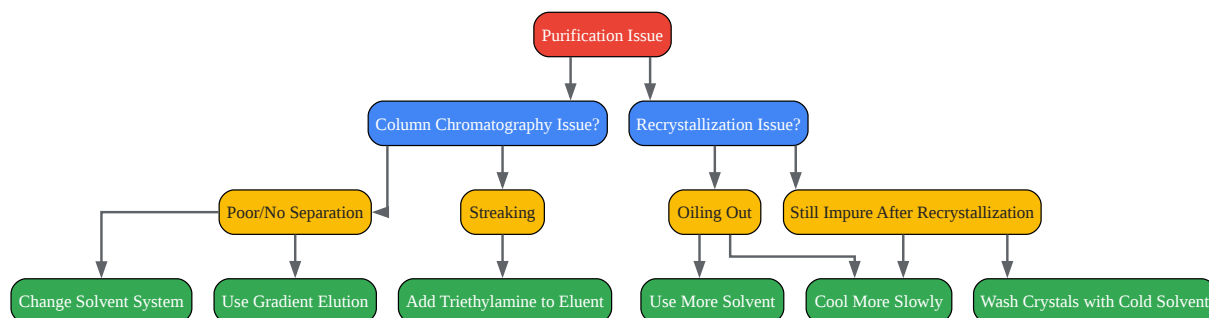 Purification Issue
Column Chromatography Issue?
Recrystallization Issue?
Poor/No Separation
Streaking
Oiling Out
Still Impure After Recrystallization
Change Solvent System
Use Gradient Elution
Add Triethylamine to Eluent
Use More Solvent
Cool More Slowly
Wash Crystals with Cold Solvent